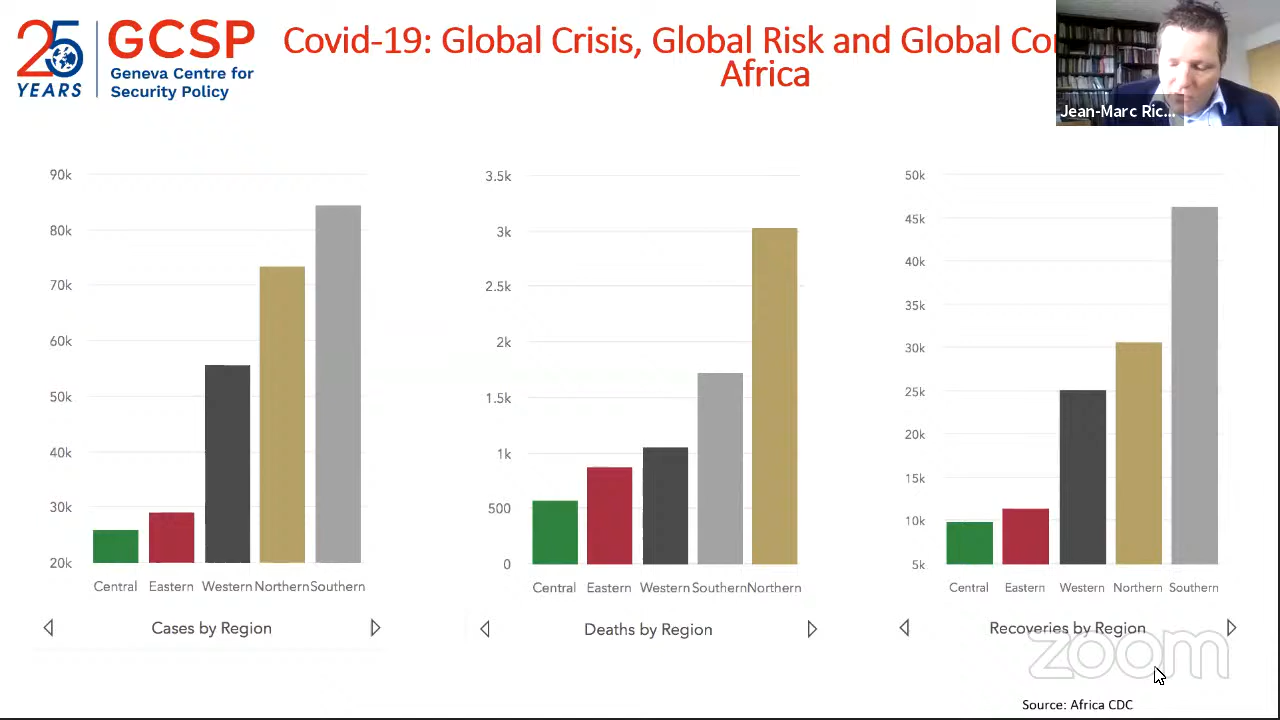 25 YEARS
GCSP
Geneva Centre for
Security Policy
Covid-19: Global Crisis, Global Risk and Global
Africa
Jean-Marc Ric...
90k
80k
70k
60k
50k
40k
30k
20k
Central Eastern Western Northern Southern
Cases by Region
3.5k
3k
2.5k
2k
1.5k
1k
500
0
Central Eastern Western Southern Northern
Deaths by Region
50k
45k
40k
35k
30k
25k
20k
15k
10k
5k
Central Eastern Western Northern Southern
Recoveries by Region
zoom
Source: Africa CDC